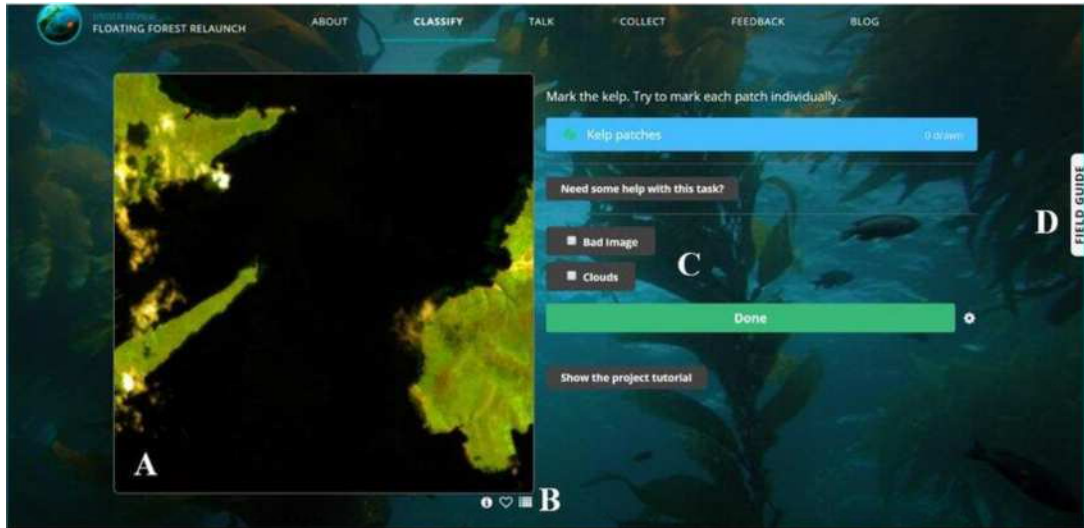 UNDER REVIEW
FLOATING FOREST RELAUNCH
ABOUT
CLASSIFY
TALK
COLLECT
FEEDBACK
BLOG
Mark the kelp. Try to mark each patch individually.
Kelp patches
0 drawn
Need some help with this task?
Bad Image
Clouds
C
Done
Show the project tutorial
D
FIELD GUIDE
A
B